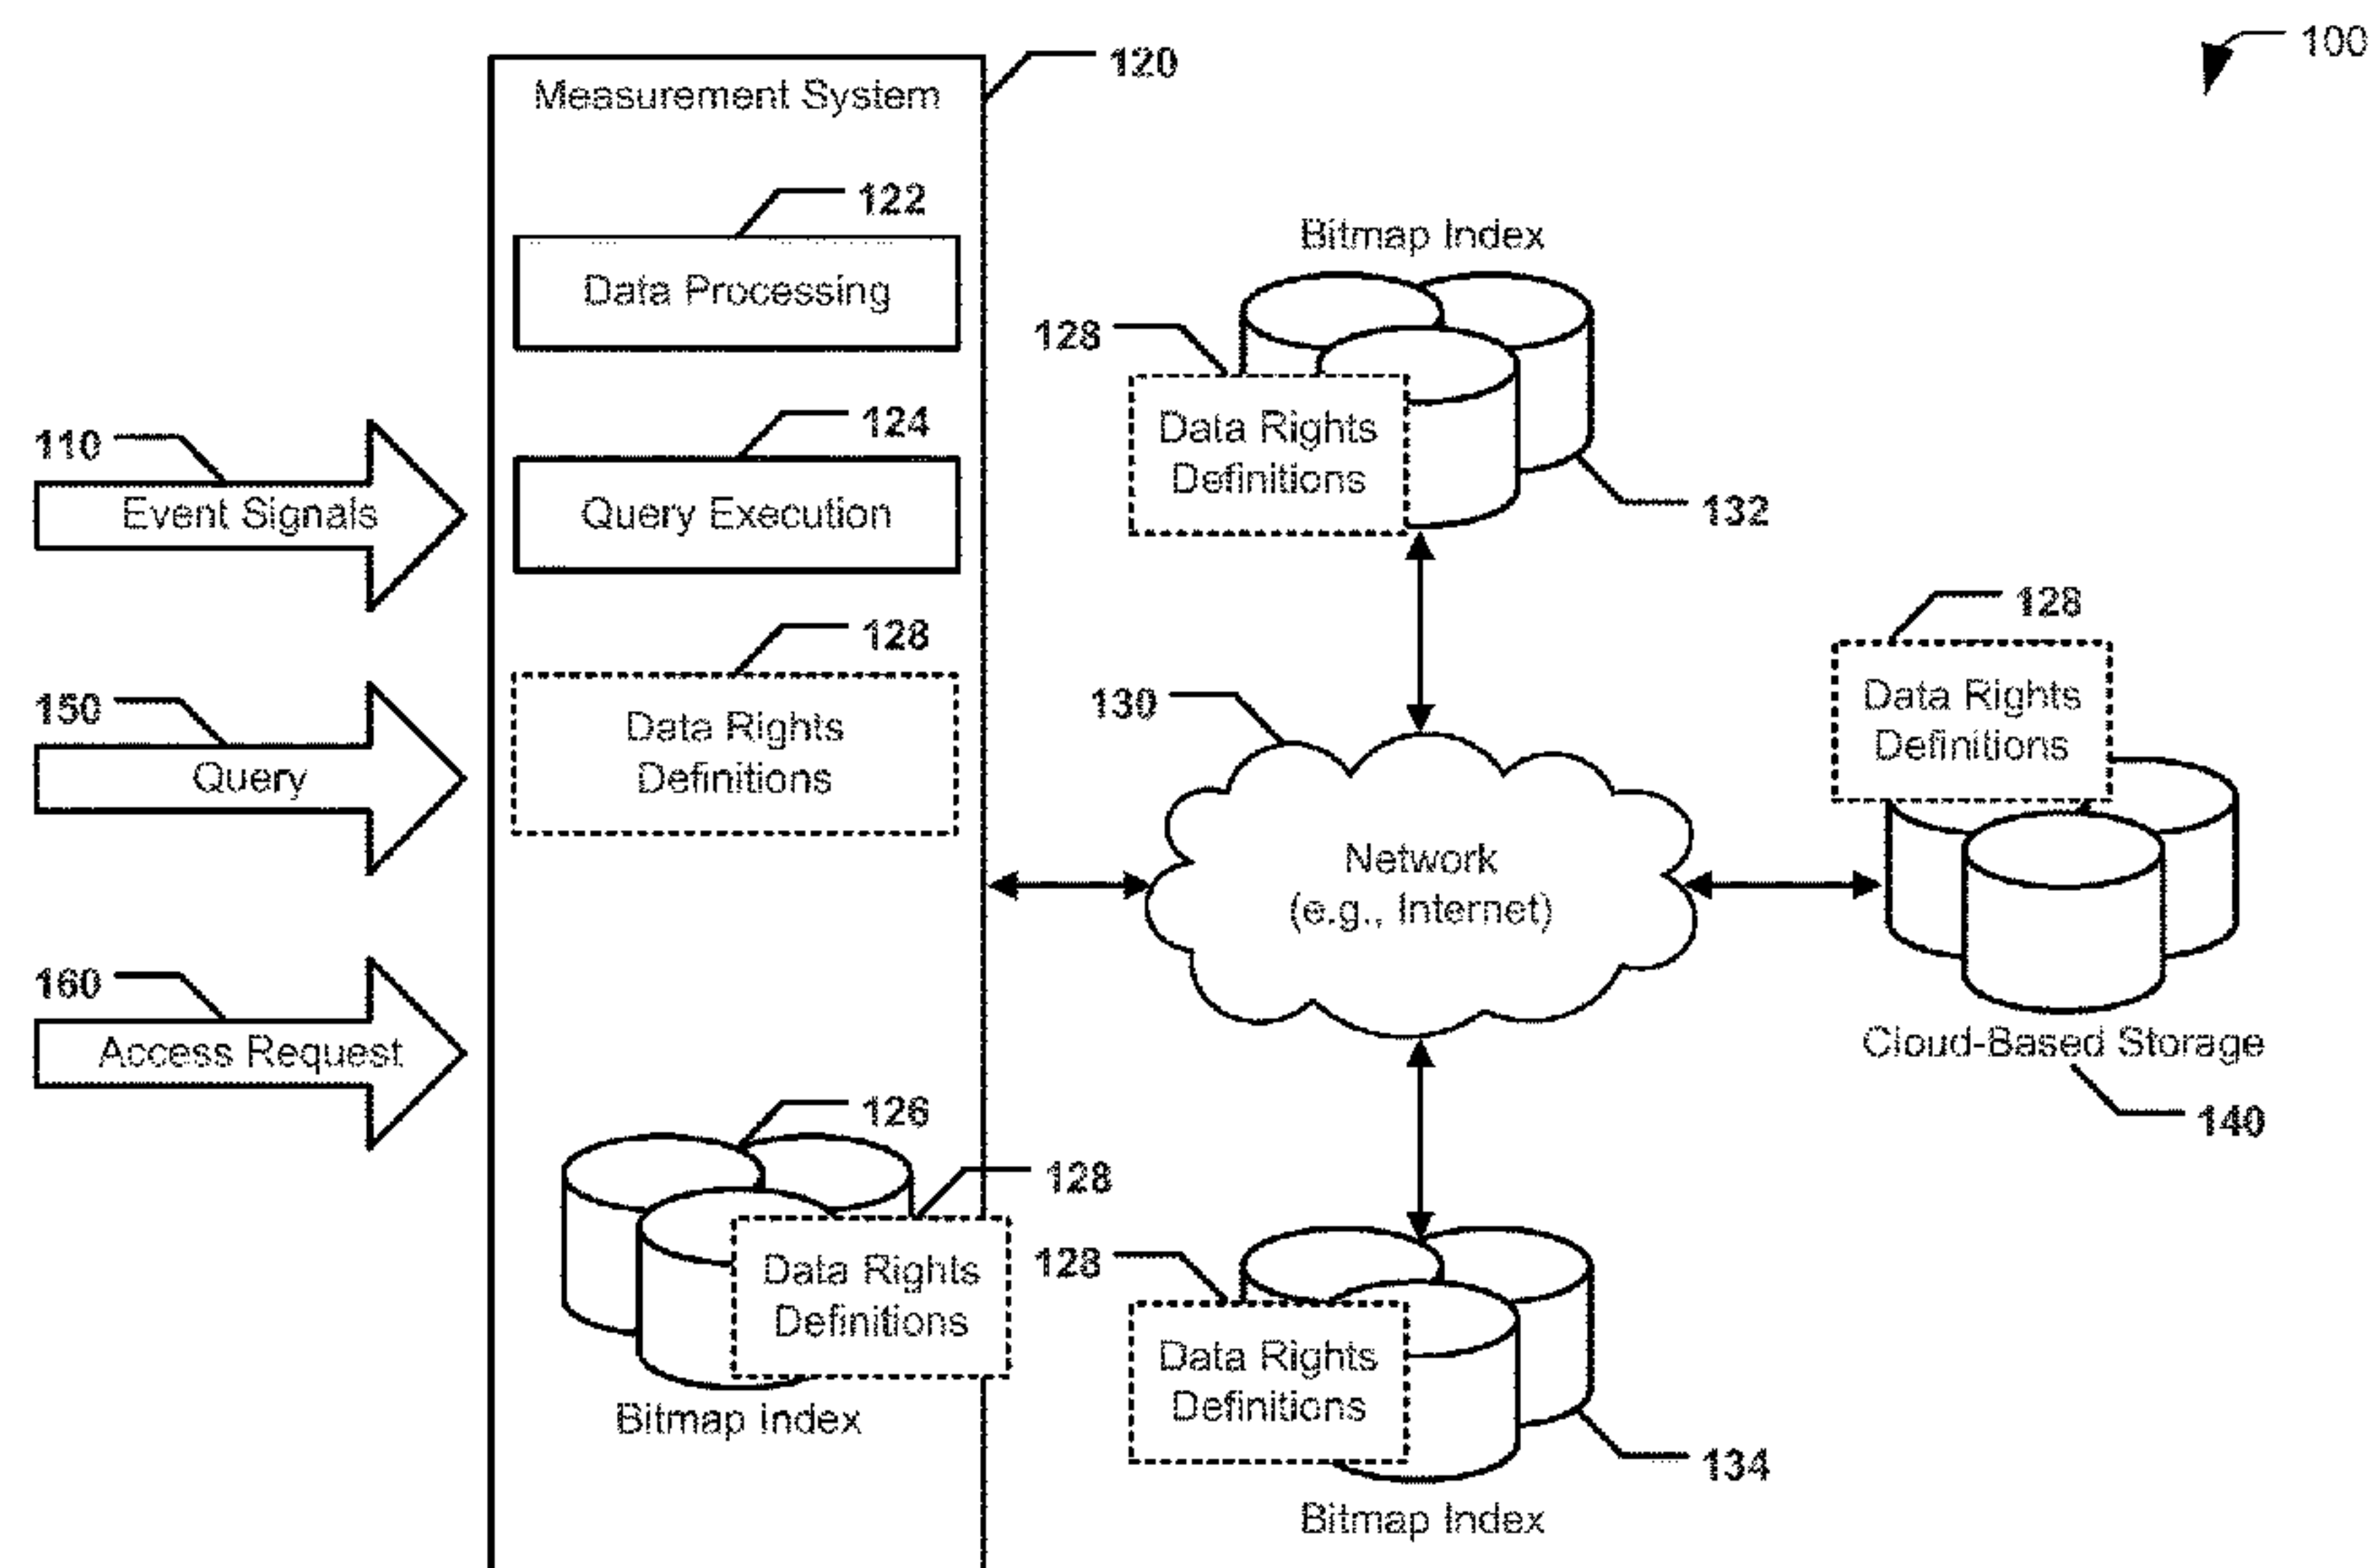 100
Measurement System
120
122
Data Processing
124
Query Execution
128
Data Rights
Definitions
110
Event Signals
150
Query
160
Access Request
126
128
Data Rights
Definitions
Bitmap Index
Bitmap Index
128
Data Rights
Definitions
132
130
Network
(e.g., Internet)
128
Data Rights
Definitions
Cloud-Based Storage
140
128
Data Rights
Definitions
134
Bitmap Index